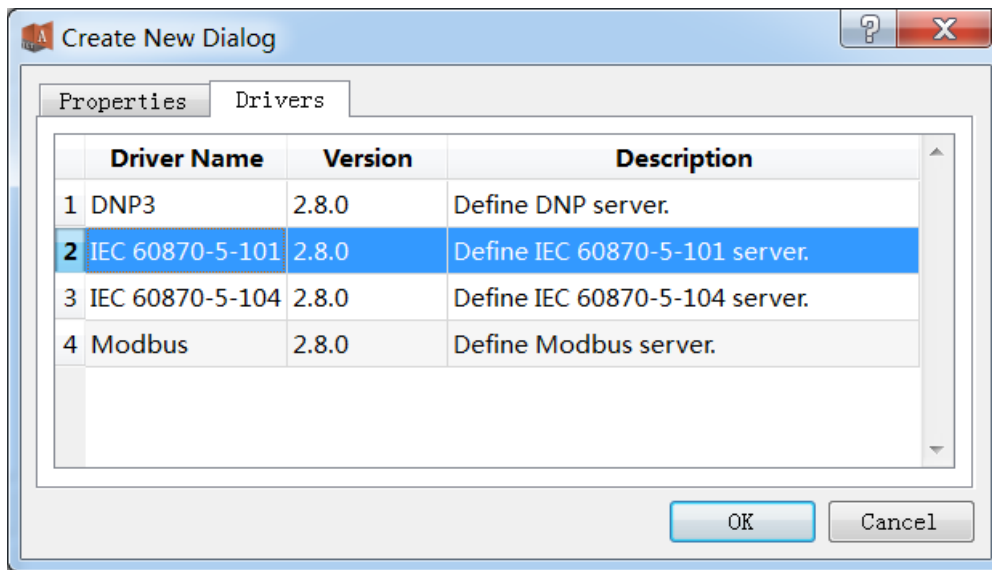 Create New Dialog
Properties Drivers
Driver Name Version Description
1 DNP3 2.8.0 Define DNP server.
2 IEC 60870-5-101 2.8.0 Define IEC 60870-5-101 server.
3 IEC 60870-5-104 2.8.0 Define IEC 60870-5-104 server.
4 Modbus 2.8.0 Define Modbus server.
OK Cancel